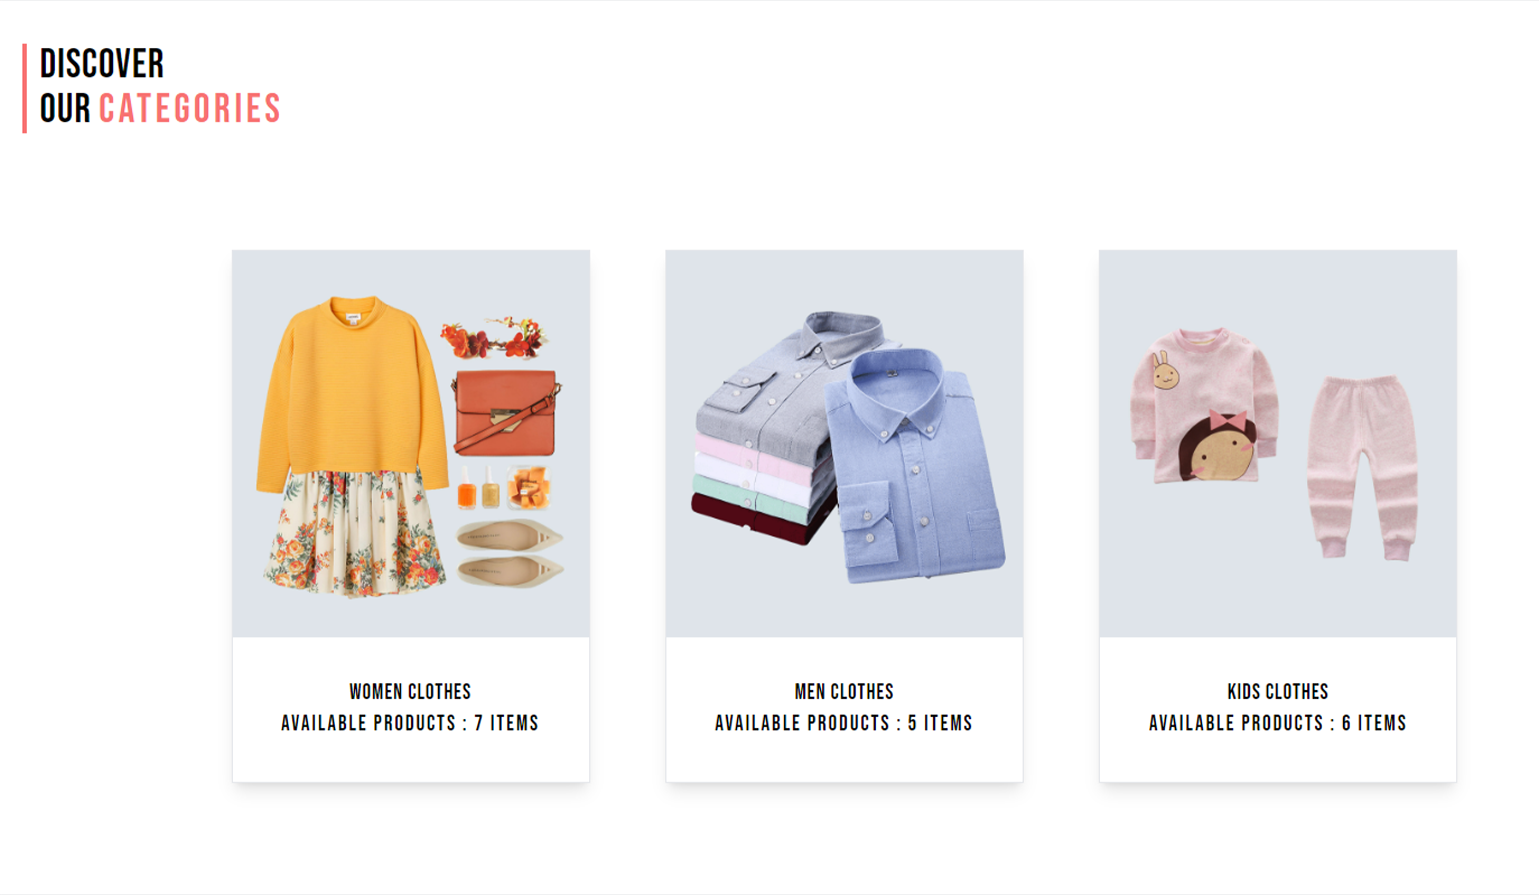 DISCOVER
OUR CATEGORIES
WOMEN CLOTHES
AVAILABLE PRODUCTS : 7 ITEMS
MEN CLOTHES
AVAILABLE PRODUCTS : 5 ITEMS
KIDS CLOTHES
AVAILABLE PRODUCTS : 6 ITEMS